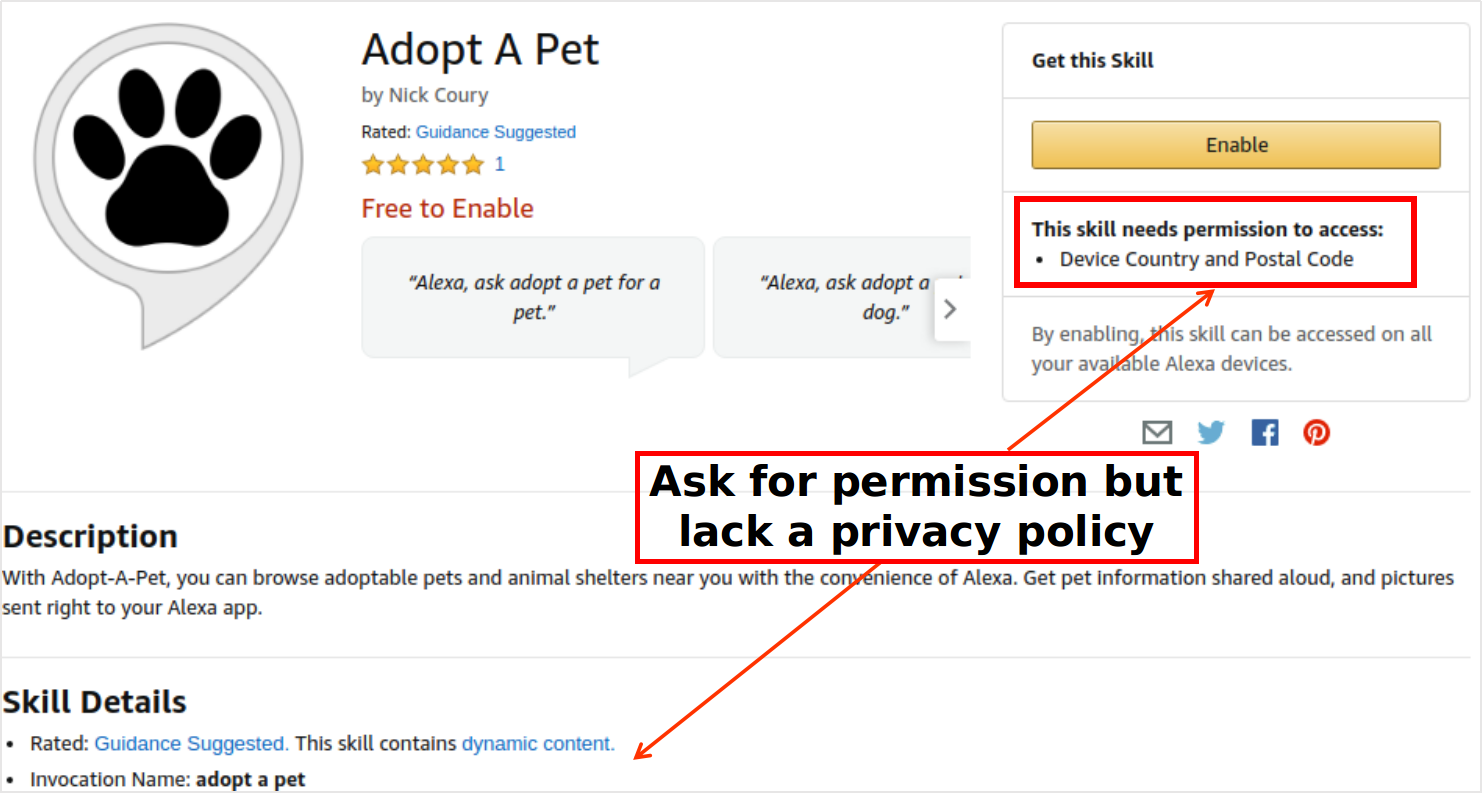 Adopt A Pet
by Nick Coury
Rated: Guidance Suggested
1
Free to Enable
“Alexa, ask adopt a pet for a
pet.”
“Alexa, ask adopt a
dog.”
Get this Skill
Enable
This skill needs permission to access:
• Device Country and Postal Code
By enabling, this skill can be accessed on all
your available Alexa devices.
Ask for permission but
lack a privacy policy
Description
With Adopt-A-Pet, you can browse adoptable pets and animal shelters near you with the convenience of Alexa. Get pet information shared aloud, and pictures
sent right to your Alexa app.
Skill Details
• Rated: Guidance Suggested. This skill contains dynamic content.
• Invocation Name: adopt a pet